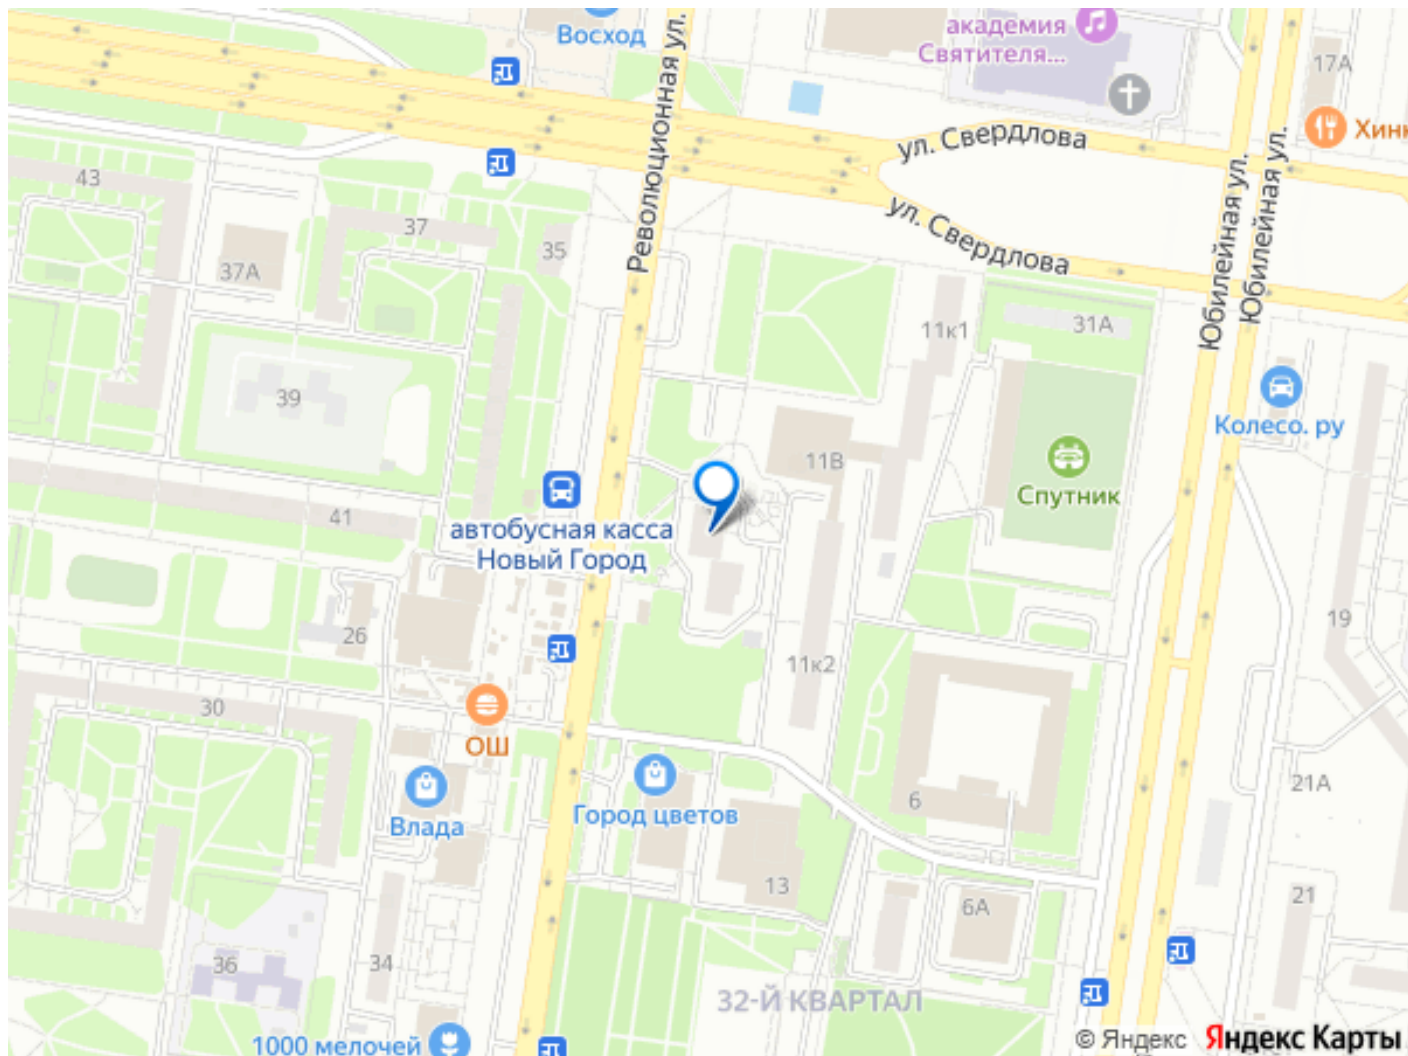 Восход
Революционная ул.
академия
Святителя...
17А
Хинк
ул. Свердлова
ул. Свердлова
Юбилейная ул.
Юбилейная ул.
43
37
35
37А
11к1
31А
39
Колесо. ру
11В
Спутник
41
автобусная касса
Новый Город
26
19
11к2
30
ОШ
21А
6
Влада
Город цветов
13
21
6А
36
34
32-Й КВАРТАЛ
1000 мелочей
© Яндекс Яндекс Карты